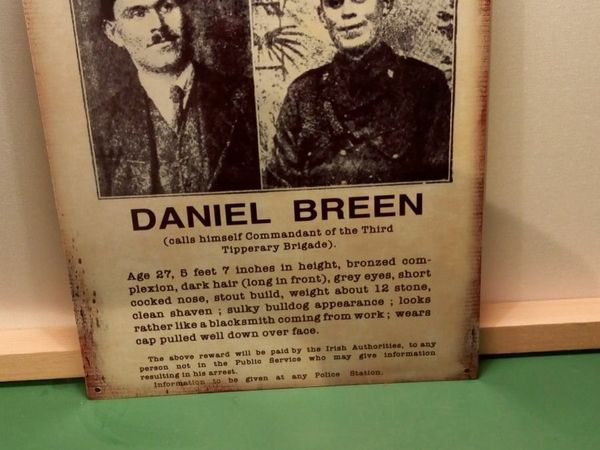 DANIEL BREEN
(calls himself Commandant of the Third
Tipperary Brigade).
Age 27, 5 feet 7 inches in height, bronzed com-
plexion, dark hair (long in front), grey eyes, short
cocked nose, stout build, weight about 12 stone,
clean shaven ; sulky bulldog appearance ; looks
rather like a blacksmith coming from work ; wears
cap pulled well down over face.
The above reward will be paid by the Irish Authorities, to any
person not in the Public Service who may give information
resulting in his arrest.
Information to be given at any Police Station.